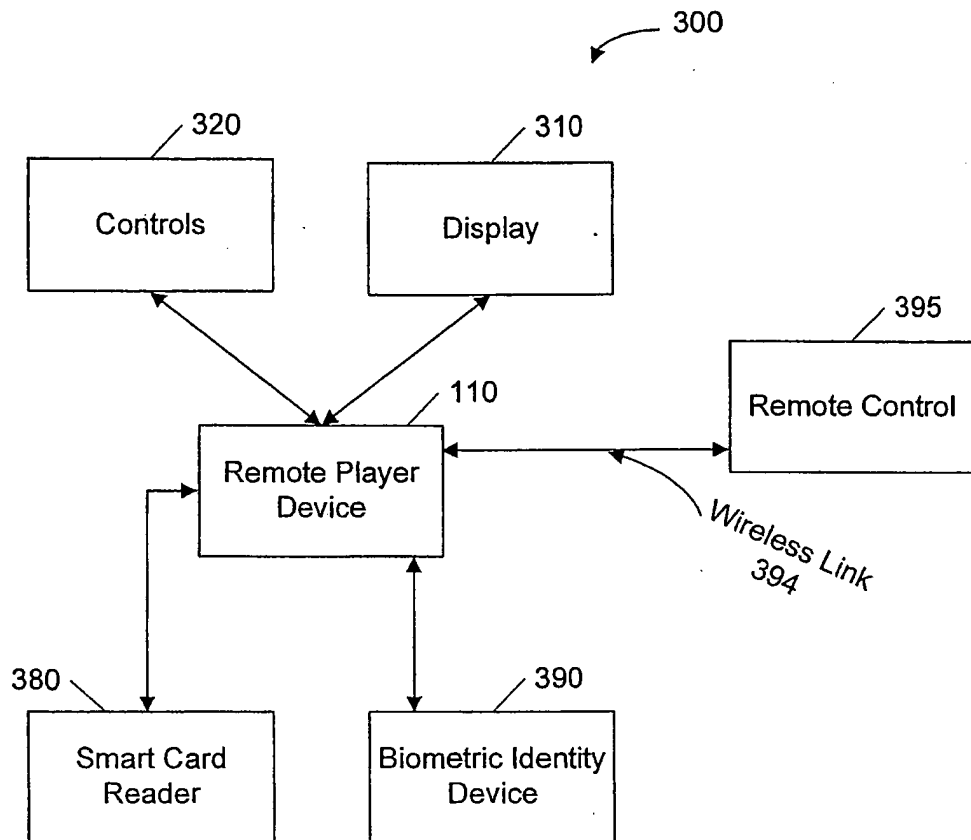 300
320
310
Controls
Display
395
Remote Control
110
Remote Player
Device
Wireless Link
394
380
390
Smart Card
Reader
Biometric Identity
Device